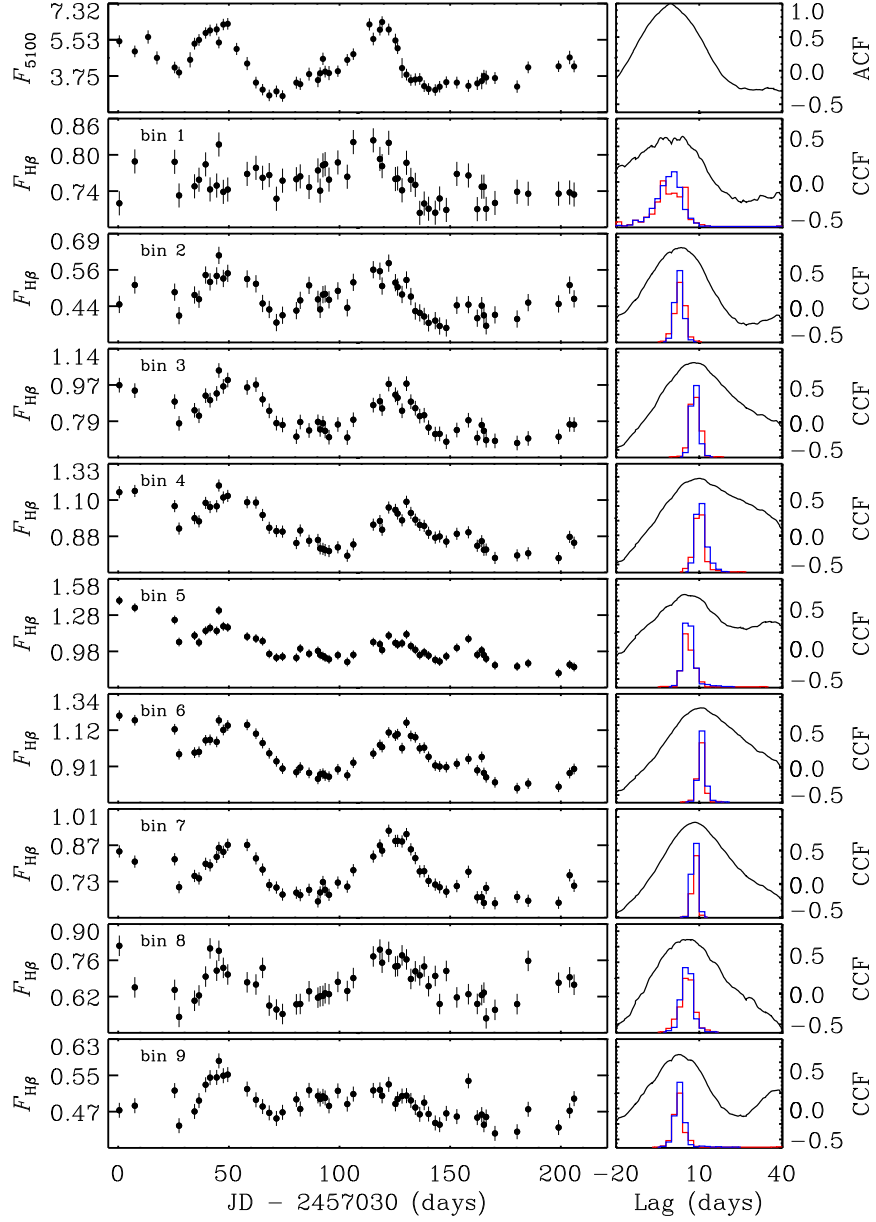 7.32
5.53
3.75
F5100
1.0
0.5
0.0
−0.5
ACF
bin 1
0.86
0.80
0.74
FHβ
0.5
0.0
−0.5
CCF
bin 2
0.69
0.56
0.44
FHβ
0.5
0.0
−0.5
CCF
bin 3
1.14
0.97
0.79
FHβ
0.5
0.0
−0.5
CCF
bin 4
1.33
1.10
0.88
FHβ
0.5
0.0
−0.5
CCF
bin 5
1.58
1.28
0.98
FHβ
0.5
0.0
−0.5
CCF
bin 6
1.34
1.12
0.91
FHβ
0.5
0.0
−0.5
CCF
bin 7
1.01
0.87
0.73
FHβ
0.5
0.0
−0.5
CCF
bin 8
0.90
0.76
0.62
FHβ
0.5
0.0
−0.5
CCF
bin 9
0.63
0.55
0.47
FHβ
0.5
0.0
−0.5
CCF
0 50 100 150 200
−20 10 40
JD − 2457030 (days)
Lag (days)